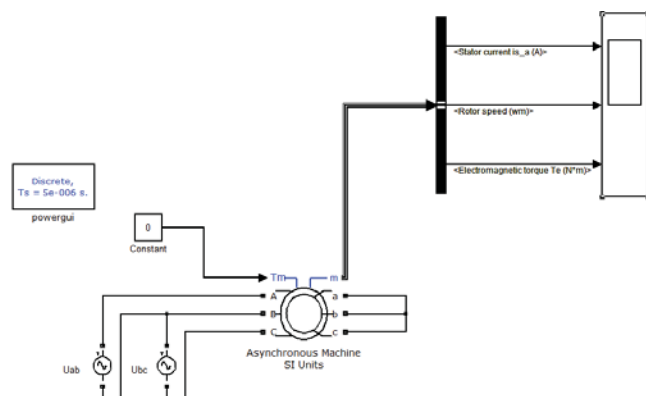 <Stator current is_a (A)>
<Rotor speed (wm)>
<Electromagnetic torque Te (N*m)>
Discrete,
Ts = 5e-006 s.
powergui
0
Constant
Tm
m
A
a
B
b
C
c
Asynchronous Machine
SI Units
Uab
Ubc